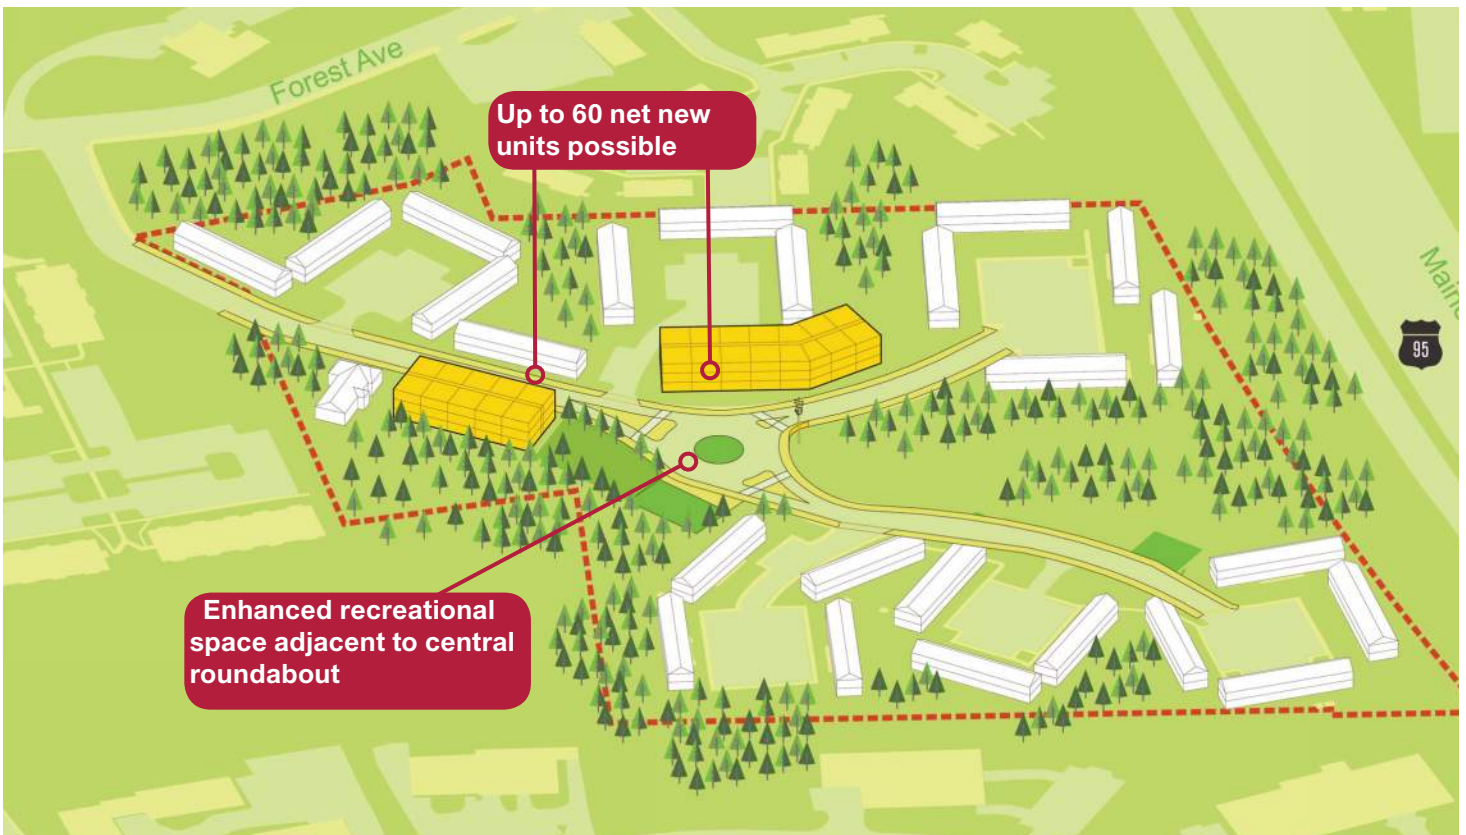 Forest Ave
Up to 60 net new
units possible
95
Enhanced recreational
space adjacent to central
roundabout